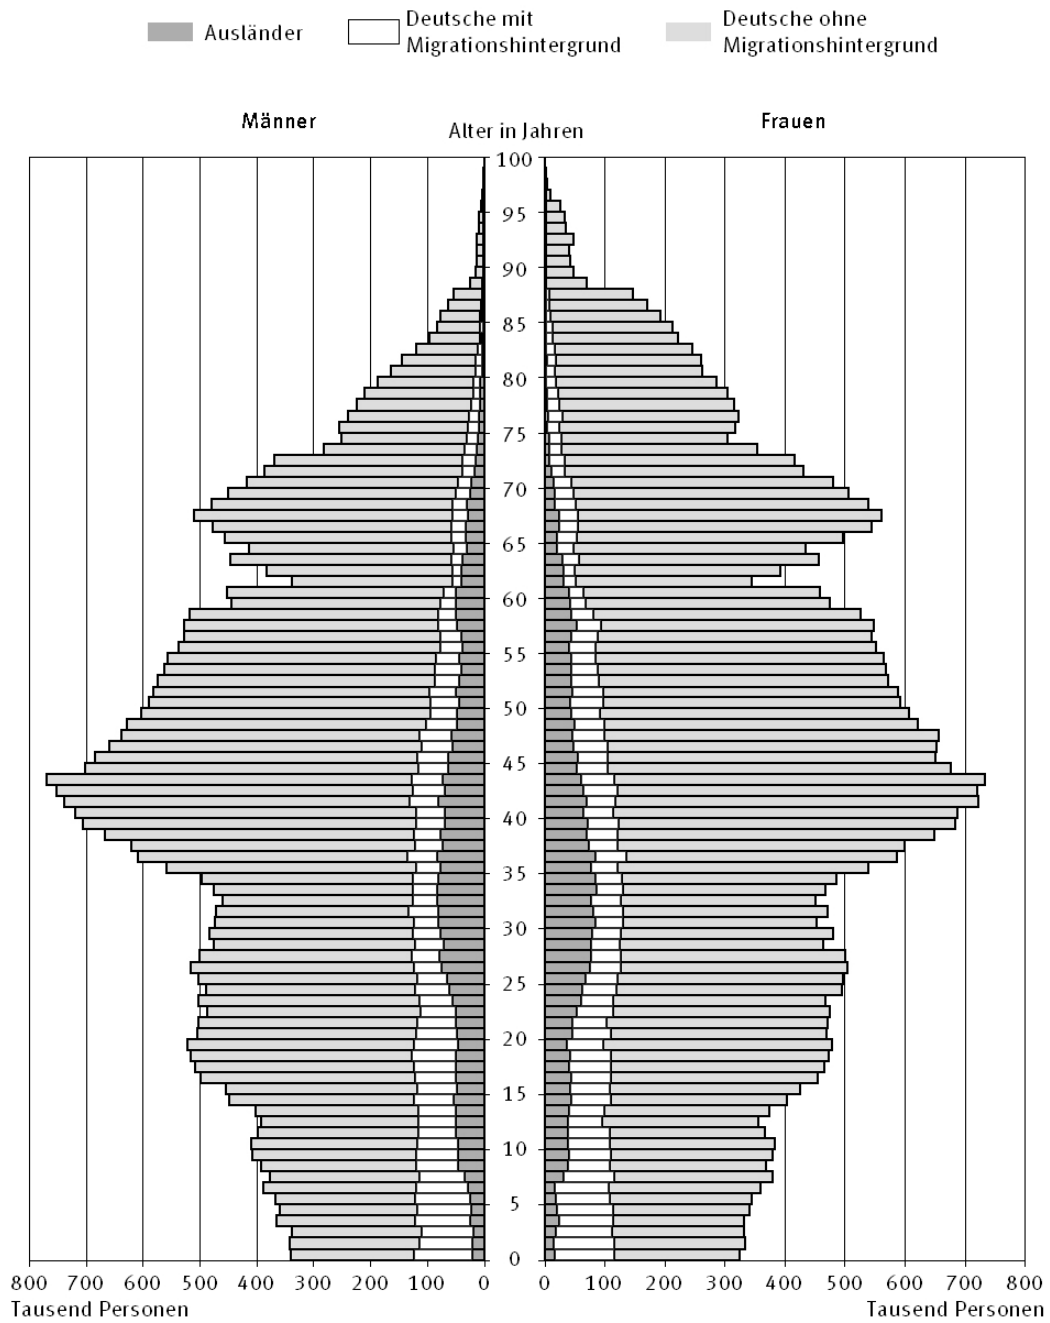 Ausländer
Deutsche mit
Migrationshintergrund
Deutsche ohne
Migrationshintergrund
Männer
Alter in Jahren
Frauen
100
95
90
85
80
75
70
65
60
55
50
45
40
35
30
25
20
15
10
5
0
800 700 600 500 400 300 200 100 0 0 100 200 300 400 500 600 700 800
Tausend Personen Tausend Personen